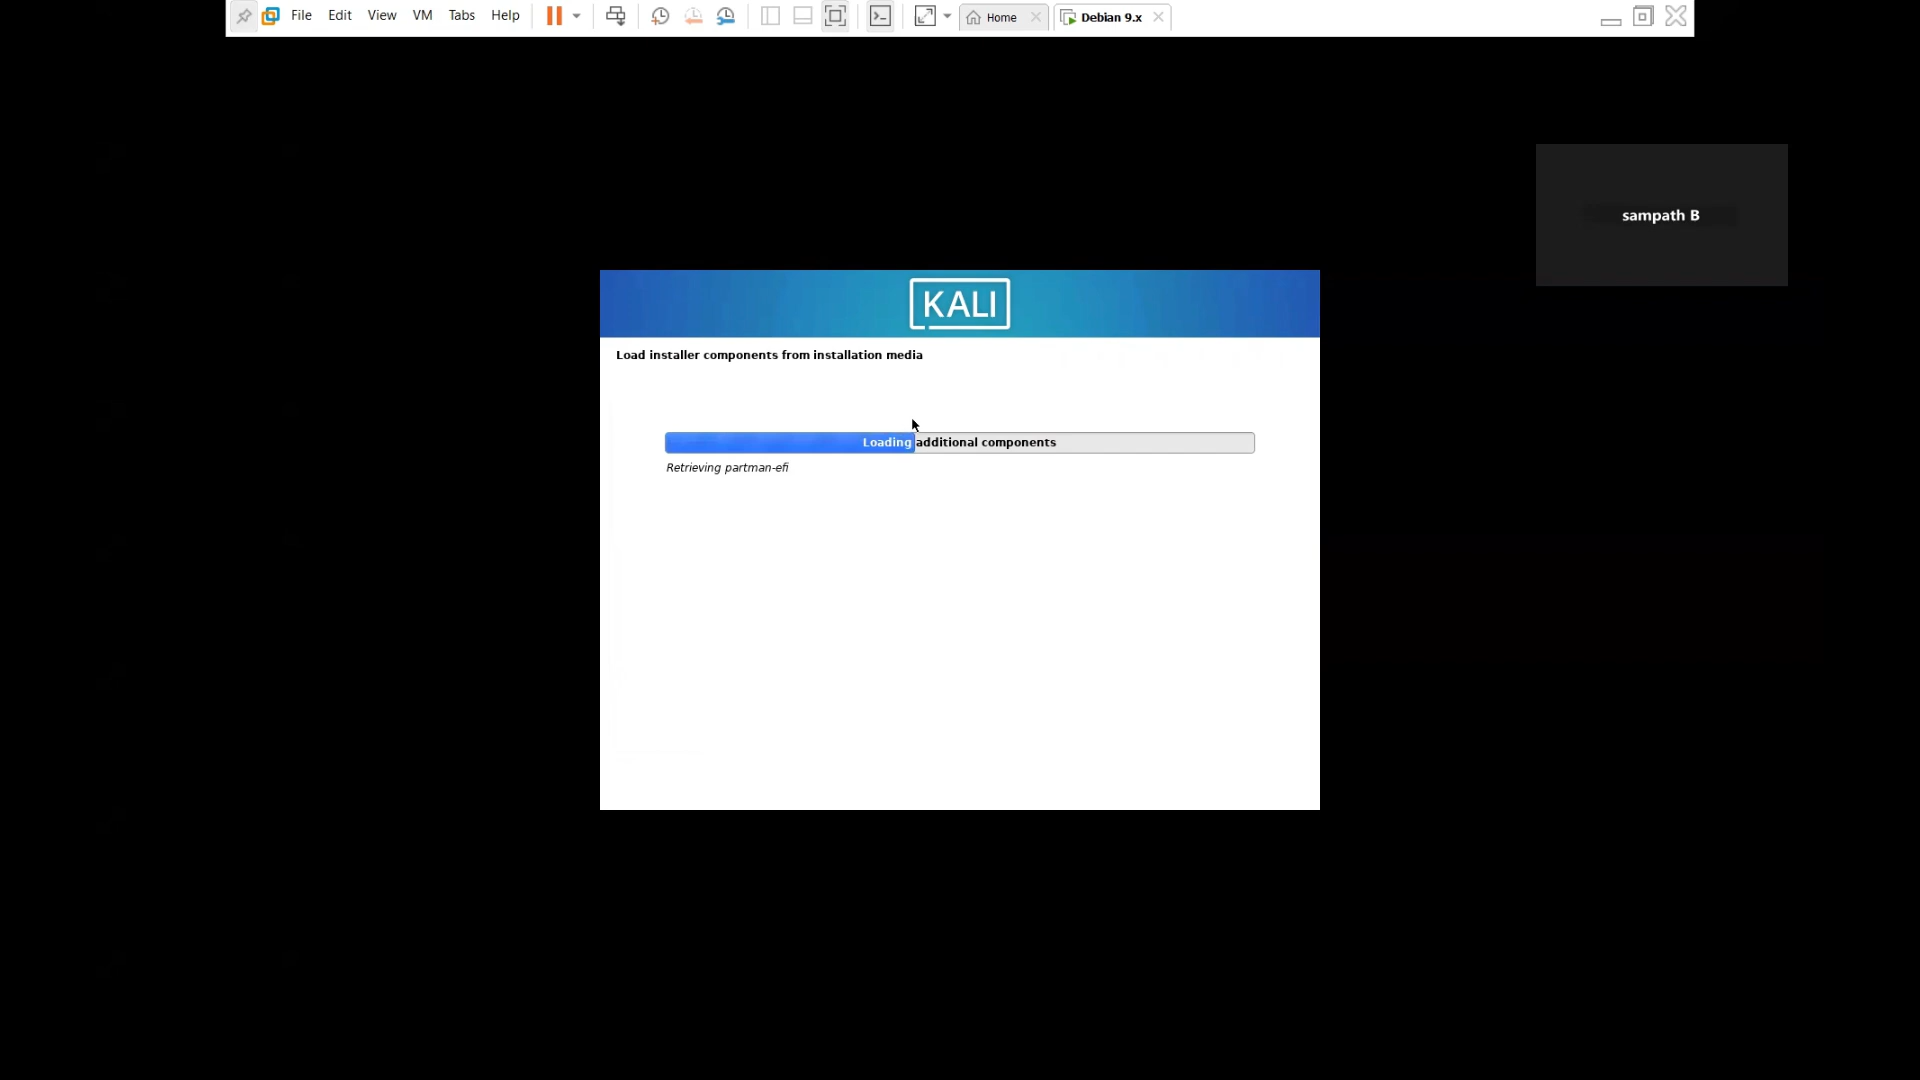 File Edit View VM Tabs Help Home Debian 9.x
sampath B
KALI
Load installer components from installation media
Loading additional components
Retrieving partman-efi